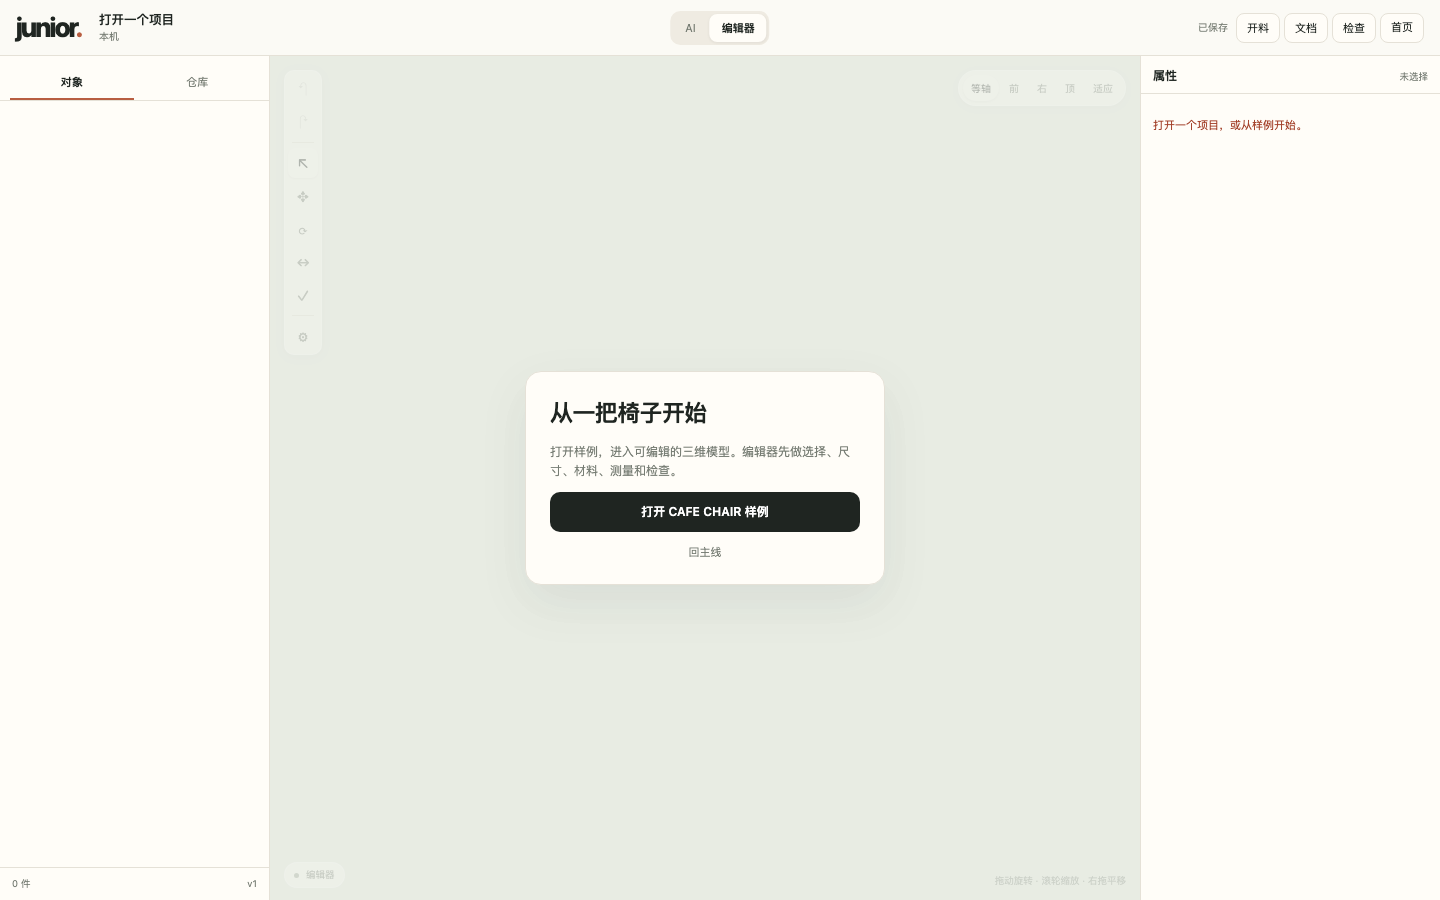 junior.
打开一个项目
本机
AI
编辑器
已保存
开料
文档
检查
首页
对象
仓库
等轴
前
右
顶
适应
属性
未选择
打开一个项目，或从样例开始。
从一把椅子开始
打开样例，进入可编辑的三维模型。编辑器先做选择、尺
寸、材料、测量和检查。
打开 CAFE CHAIR 样例
回主线
编辑器
拖动旋转 · 滚轮缩放 · 右拖平移
0 件
v1